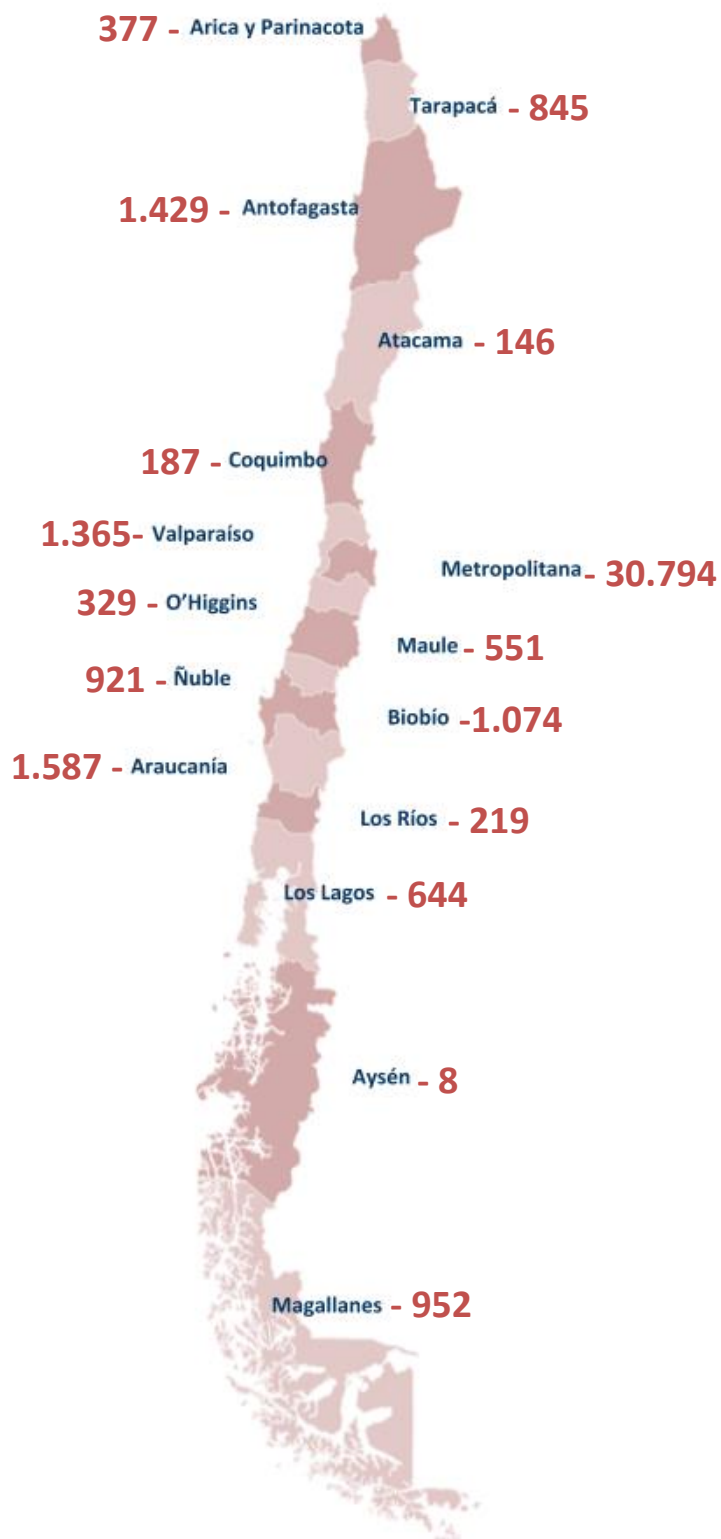 377 - Arica y Parinacota
Tarapacá - 845
1.429 - Antofagasta
Atacama - 146
187 - Coquimbo
1.365- Valparaíso
Metropolitana - 30.794
329 - O'Higgins
Maule - 551
921 - Ñuble
Biobío -1.074
1.587 - Araucanía
Los Ríos - 219
Los Lagos - 644
Aysén - 8
Magallanes - 952